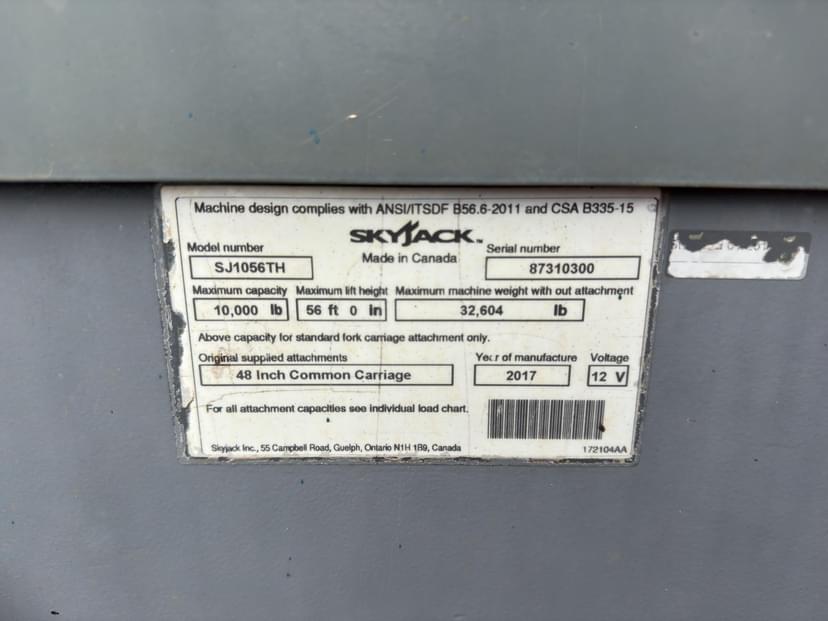 Machine design complies with ANSI/ITSDF B56.6-2011 and CSA B335-15
SKYJACK™
Made in Canada
Model number
SJ1056TH
Serial number
87310300
Maximum capacity
10,000 lb
Maximum lift height
56 ft 0 in
Maximum machine weight with out attachment
32,604 lb
Above capacity for standard fork carriage attachment only.
Original supplied attachments
48 Inch Common Carriage
Year of manufacture
2017
Voltage
12 V
For all attachment capacities see individual load chart.
Skyjack Inc., 55 Campbell Road, Guelph, Ontario N1H 1B9, Canada
172104AA